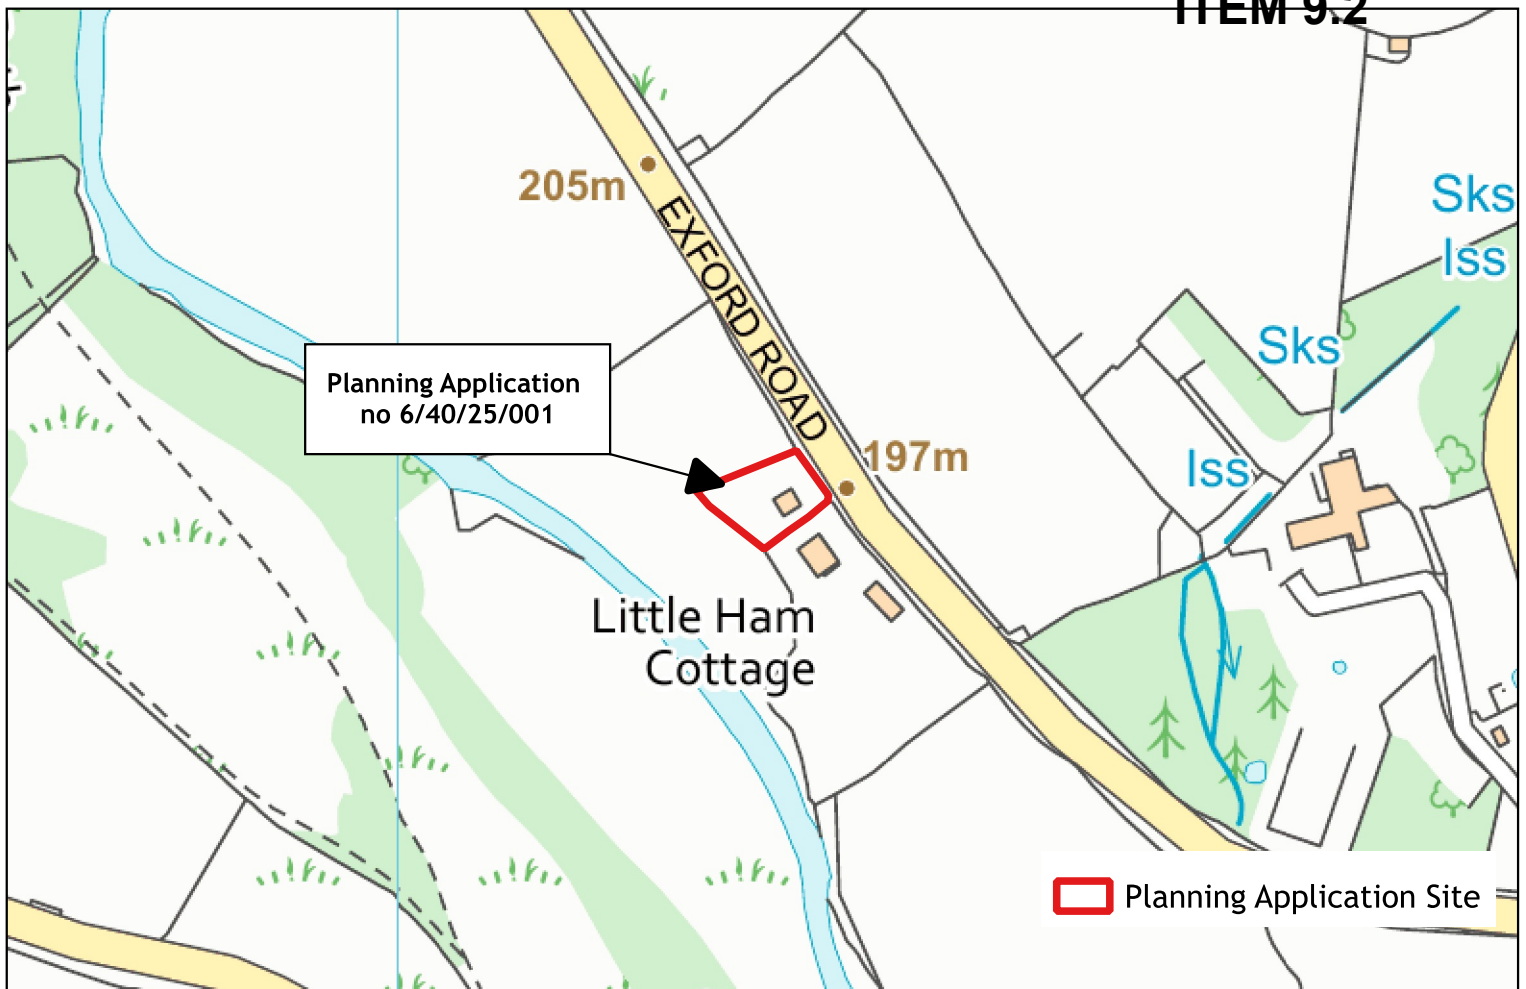 ITEM 9.2
205m
EXFORD ROAD
Sks
Iss
Sks
Planning Application
no 6/40/25/001
197m
Iss
Little Ham
Cottage
Planning Application Site